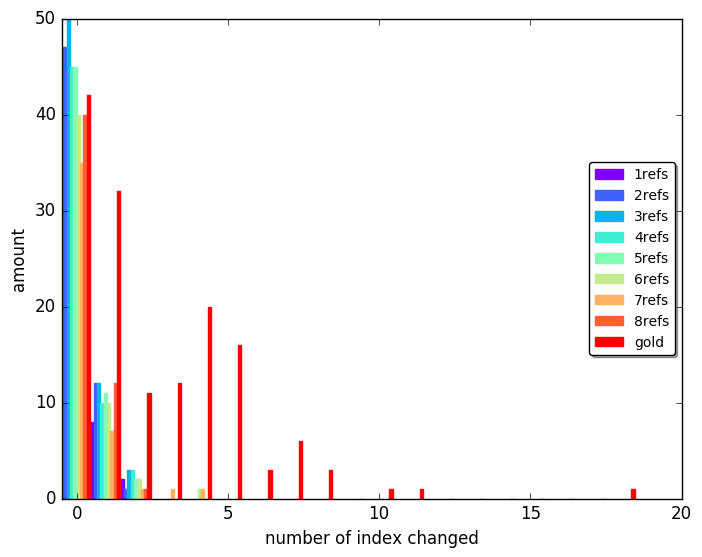 50
40
30
20
10
0
amount
0 5 10 15 20
number of index changed
1refs
2refs
3refs
4refs
5refs
6refs
7refs
8refs
gold